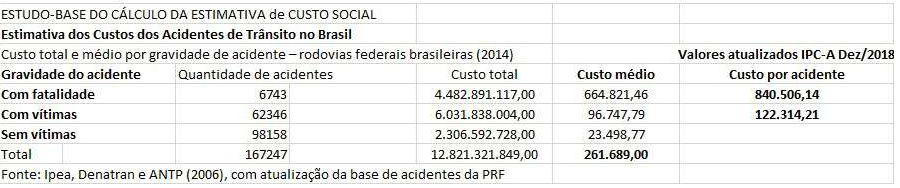 ESTUDO-BASE DO CÁLCULO DA ESTIMATIVA de CUSTO SOCIAL
Estimativa dos Custos dos Acidentes de Trânsito no Brasil
Custo total e médio por gravidade de acidente – rodovias federais brasileiras (2014) Valores atualizados IPC-A Dez/2018
Gravidade do acidente Quantidade de acidentes Custo total Custo médio Custo por acidente
Com fatalidade 6743 4.482.891.117,00 664.821,46 840.506,14
Com vítimas 62346 6.031.838.004,00 96.747,79 122.314,21
Sem vítimas 98158 2.306.592.728,00 23.498,77
Total 167247 12.821.321.849,00 261.689,00
Fonte: Ipea, Denatran e ANTP (2006), com atualização da base de acidentes da PRF